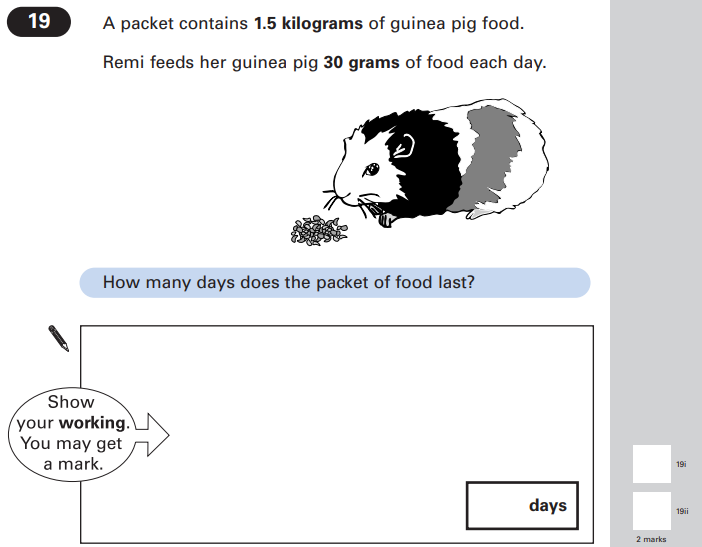 19
A packet contains 1.5 kilograms of guinea pig food.
Remi feeds her guinea pig 30 grams of food each day.
How many days does the packet of food last?
Show
your working.
You may get
a mark.
days
19i
19ii
2 marks